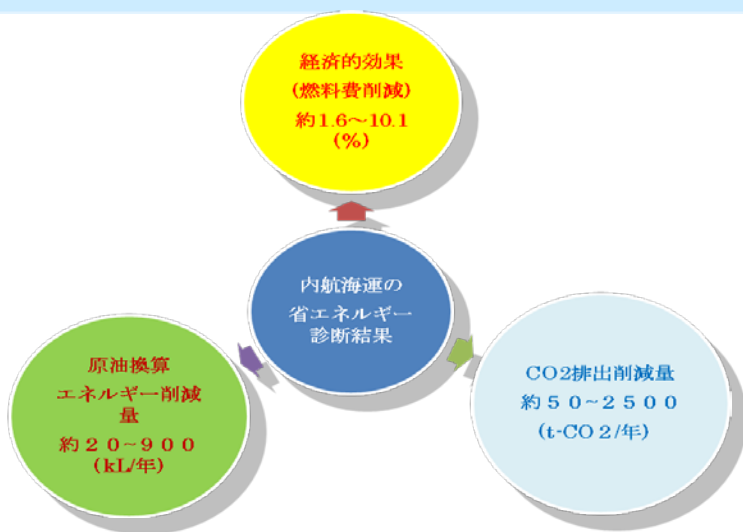 経済的効果
(燃料費削減)
約1.6～10.1
(%)
内航海運の
省エネルギー
診断結果
原油換算
エネルギー削減
量
約２０~９００
(kL/年)
CO2排出削減量
約５０~２５００
(t-CO２/年)